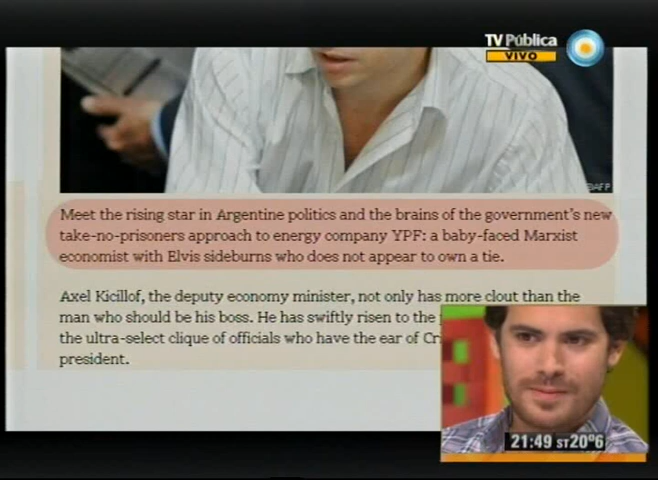 TV Pública
VIVO
AFP
Meet the rising star in Argentine politics and the brains of the government's new
take-no-prisoners approach to energy company YPF: a baby-faced Marxist
economist with Elvis sideburns who does not appear to own a tie.
Axel Kicillof, the deputy economy minister, not only has more clout than the
man who should be his boss. He has swiftly risen to the
the ultra-select clique of officials who have the ear of
president.
21:49 ST20º6